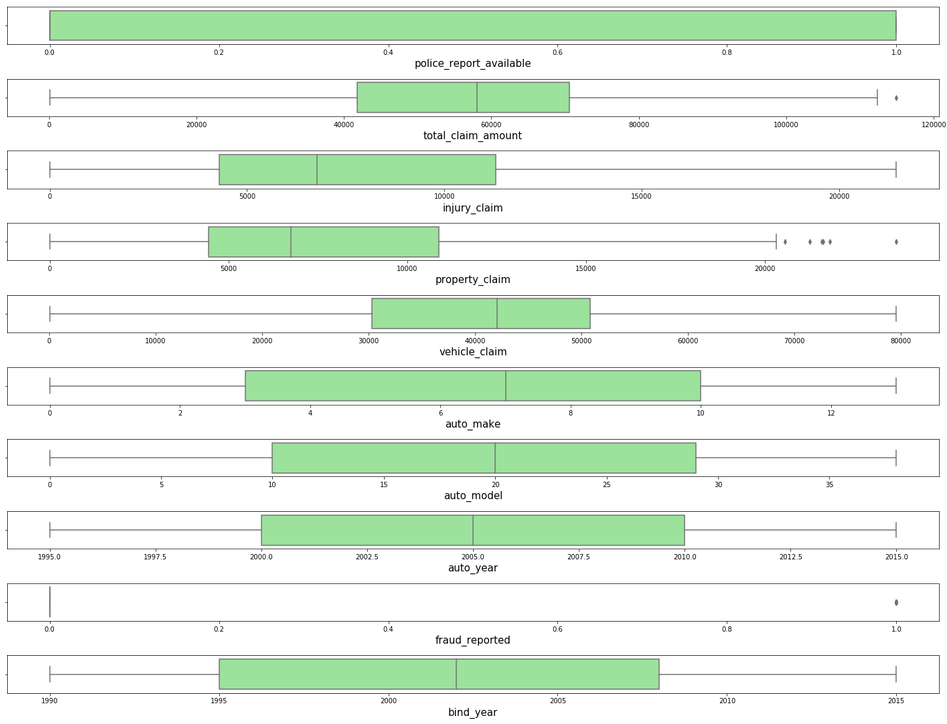 0.0 0.2 0.4 0.6 0.8 1.0
police_report_available
0 20000 40000 60000 80000 100000 120000
total_claim_amount
0 5000 10000 15000 20000
injury_claim
0 5000 10000 15000 20000
property_claim
0 10000 20000 30000 40000 50000 60000 70000 80000
vehicle_claim
0 2 4 6 8 10 12
auto_make
0 5 10 15 20 25 30 35
auto_model
1995.0 1997.5 2000.0 2002.5 2005.0 2007.5 2010.0 2012.5 2015.0
auto_year
0.0 0.2 0.4 0.6 0.8 1.0
fraud_reported
1990 1995 2000 2005 2010 2015
bind_year